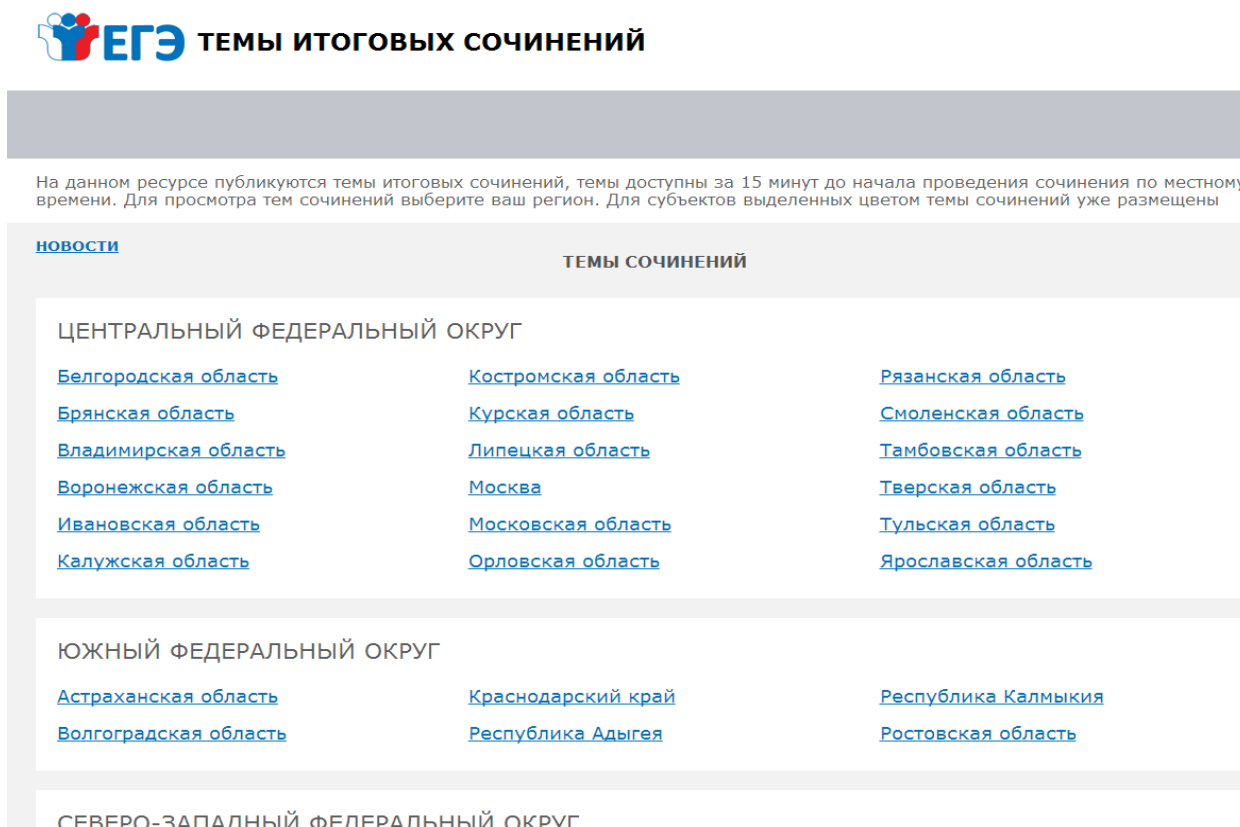 ЕГЭ ТЕМЫ ИТОГОВЫХ СОЧИНЕНИЙ
На данном ресурсе публикуются темы итоговых сочинений, темы доступны за 15 минут до начала проведения сочинения по местному
времени. Для просмотра тем сочинений выберите ваш регион. Для субъектов выделенных цветом темы сочинений уже размещены
НОВОСТИ
ТЕМЫ СОЧИНЕНИЙ
ЦЕНТРАЛЬНЫЙ ФЕДЕРАЛЬНЫЙ ОКРУГ
Белгородская область Костромская область Рязанская область
Брянская область Курская область Смоленская область
Владимирская область Липецкая область Тамбовская область
Воронежская область Москва Тверская область
Ивановская область Московская область Тульская область
Калужская область Орловская область Ярославская область
ЮЖНЫЙ ФЕДЕРАЛЬНЫЙ ОКРУГ
Астраханская область Краснодарский край Республика Калмыкия
Волгоградская область Республика Адыгея Ростовская область
СЕВЕРО-ЗАПАДНЫЙ ФЕДЕРАЛЬНЫЙ ОКРУГ